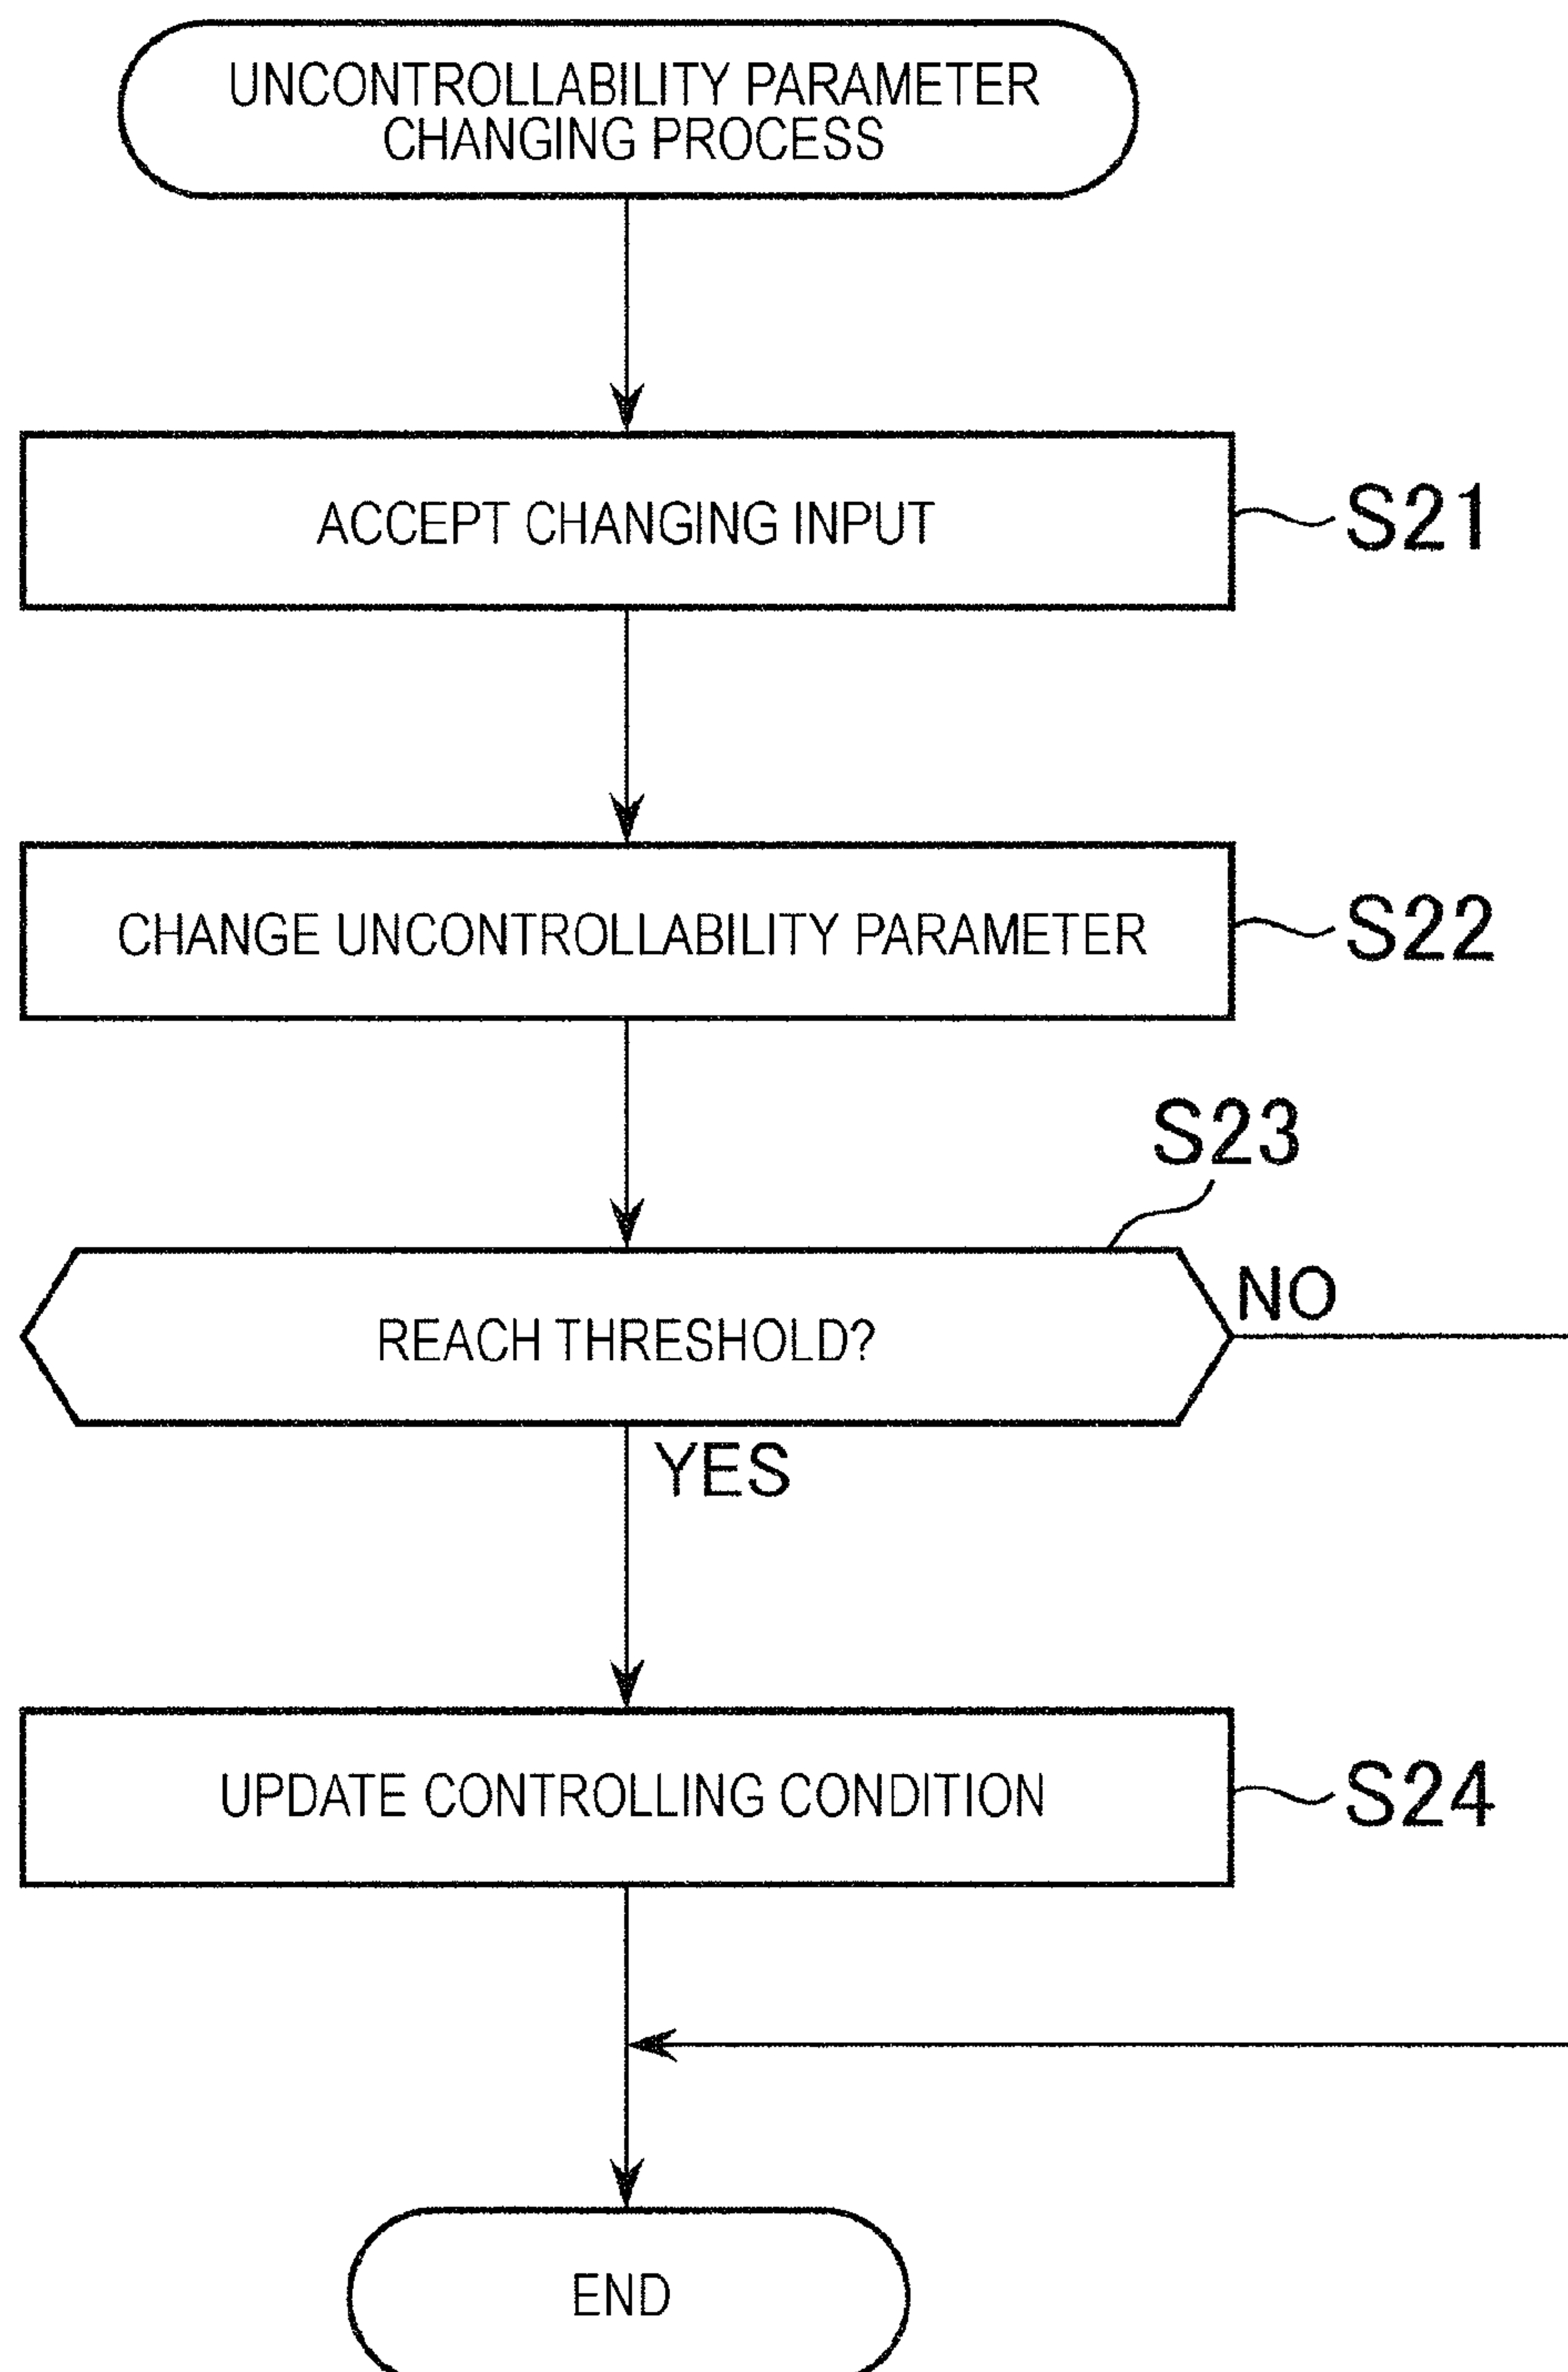 UNCONTROLLABILITY PARAMETER
CHANGING PROCESS
ACCEPT CHANGING INPUT
S21
CHANGE UNCONTROLLABILITY PARAMETER
S22
S23
REACH THRESHOLD?
NO
YES
UPDATE CONTROLLING CONDITION
S24
END